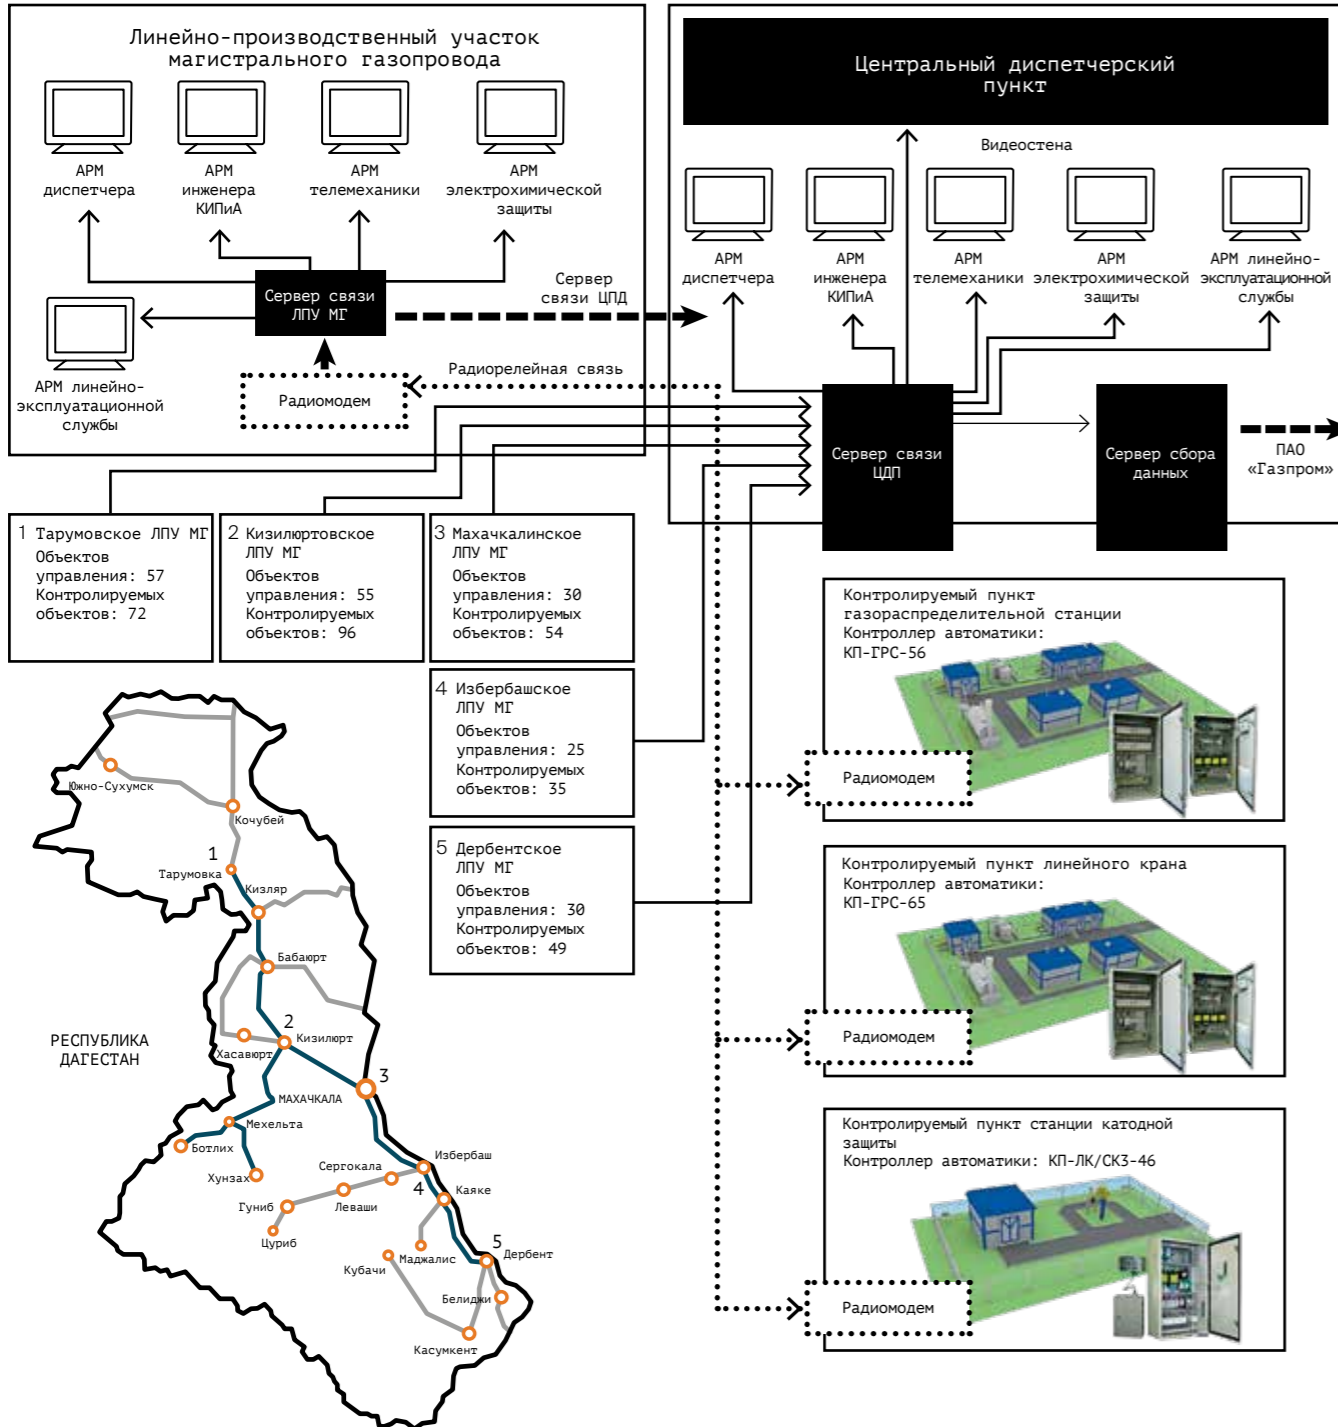 Линейно-производственный участок
магистрального газопровода
АРМ
диспетчера
АРМ
инженера
КИПиА
АРМ
телемеханики
АРМ
электрохимической
защиты
Сервер связи
ЛПУ МГ
Сервер
связи ЦПД
АРМ линейно-
эксплуатационной
службы
Радиомодем
Радиорелейная связь
Центральный диспетчерский
пункт
Видеостена
АРМ
диспетчера
АРМ
инженера
КИПиА
АРМ
телемеханики
АРМ
электрохимической
защиты
АРМ линейно-
эксплуатационной
службы
Сервер связи
ЦДП
Сервер сбора
данных
ПАО
«Газпром»
1 Тарумовское ЛПУ МГ
Объектов
управления: 57
Контролируемых
объектов: 72
2 Кизилюртовское
ЛПУ МГ
Объектов
управления: 55
Контролируемых
объектов: 96
3 Махачкалинское
ЛПУ МГ
Объектов
управления: 30
Контролируемых
объектов: 54
4 Избербашское
ЛПУ МГ
Объектов
управления: 25
Контролируемых
объектов: 35
5 Дербентское
ЛПУ МГ
Объектов
управления: 30
Контролируемых
объектов: 49
Контролируемый пункт
газораспределительной станции
Контроллер автоматики:
КП-ГРС-56
Радиомодем
Контролируемый пункт линейного крана
Контроллер автоматики:
КП-ГРС-65
Радиомодем
Контролируемый пункт станции катодной
защиты
Контроллер автоматики: КП-ЛК/СКЗ-46
Радиомодем
Южно-Сухумск
Кочубей
1
Тарумовка
Кизляр
Бабаюрт
2
Кизилюрт
Хасавюрт
РЕСПУБЛИКА
ДАГЕСТАН
3
МАХАЧКАЛА
Мехельта
Ботлих
Хунзах
Сергокала
Избербаш
4
Каяке
Леваши
Гуниб
Цуриб
5
Дербент
Маджалис
Кубачи
Белиджи
Касумкент